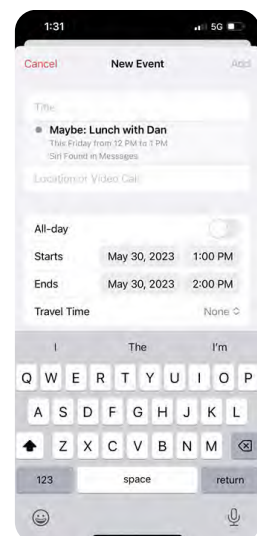 1:31 5G
Cancel New Event Add
Title
Maybe: Lunch with Dan
This Friday from 12 PM to 1 PM
Siri Found in Messages
Location or Video Call
All-day
Starts May 30, 2023 1:00 PM
Ends May 30, 2023 2:00 PM
Travel Time None
I The I'm
Q W E R T Y U I O P
A S D F G H J K L
Z X C V B N M
123 space return